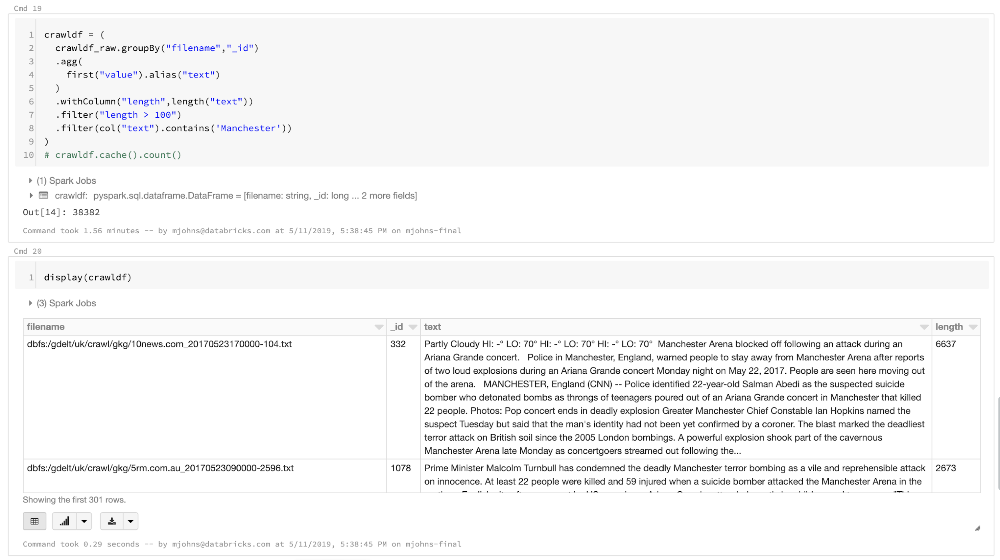 Cmd 19
1 crawldf = (
2 crawldf_raw.groupBy("filename","_id")
3 .agg(
4 first("value").alias("text")
5 )
6 .withColumn("length",length("text"))
7 .filter("length > 100")
8 .filter(col("text").contains('Manchester'))
9 )
10 # crawldf.cache().count()
(1) Spark Jobs
crawldf: pyspark.sql.dataframe.DataFrame = [filename: string, _id: long ... 2 more fields]
Out[14]: 38382
Command took 1.56 minutes -- by mjohns@databricks.com at 5/11/2019, 5:38:45 PM on mjohns-final
Cmd 20
1 display(crawldf)
(3) Spark Jobs
filename _id text length
dbfs:/gdelt/uk/crawl/gkg/10news.com_20170523170000-104.txt 332 Partly Cloudy HI: -° LO: 70° HI: -° LO: 70° HI: -° LO: 70° Manchester Arena blocked off following an attack during an 6637
Ariana Grande concert. Police in Manchester, England, warned people to stay away from Manchester Arena after reports
of two loud explosions during an Ariana Grande concert Monday night on May 22, 2017. People are seen here moving out
of the arena. MANCHESTER, England (CNN) -- Police identified 22-year-old Salman Abedi as the suspected suicide
bomber who detonated bombs as throngs of teenagers poured out of an Ariana Grande concert in Manchester that killed
22 people. Photos: Pop concert ends in deadly explosion Greater Manchester Chief Constable Ian Hopkins named the
suspect Tuesday but said that the man's identity had not been yet confirmed by a coroner. The blast marked the deadliest
terror attack on British soil since the 2005 London bombings. A powerful explosion shook part of the cavernous
Manchester Arena late Monday as concertgoers streamed out following the...
dbfs:/gdelt/uk/crawl/gkg/5rm.com.au_20170523090000-2596.txt 1078 Prime Minister Malcolm Turnbull has condemned the deadly Manchester terror bombing as a vile and reprehensible attack 2673
on innocence. At least 22 people were killed and 59 injured when a suicide bomber attacked the Manchester Arena in the
Showing the first 301 rows.
Command took 0.29 seconds -- by mjohns@databricks.com at 5/11/2019, 5:38:45 PM on mjohns-final